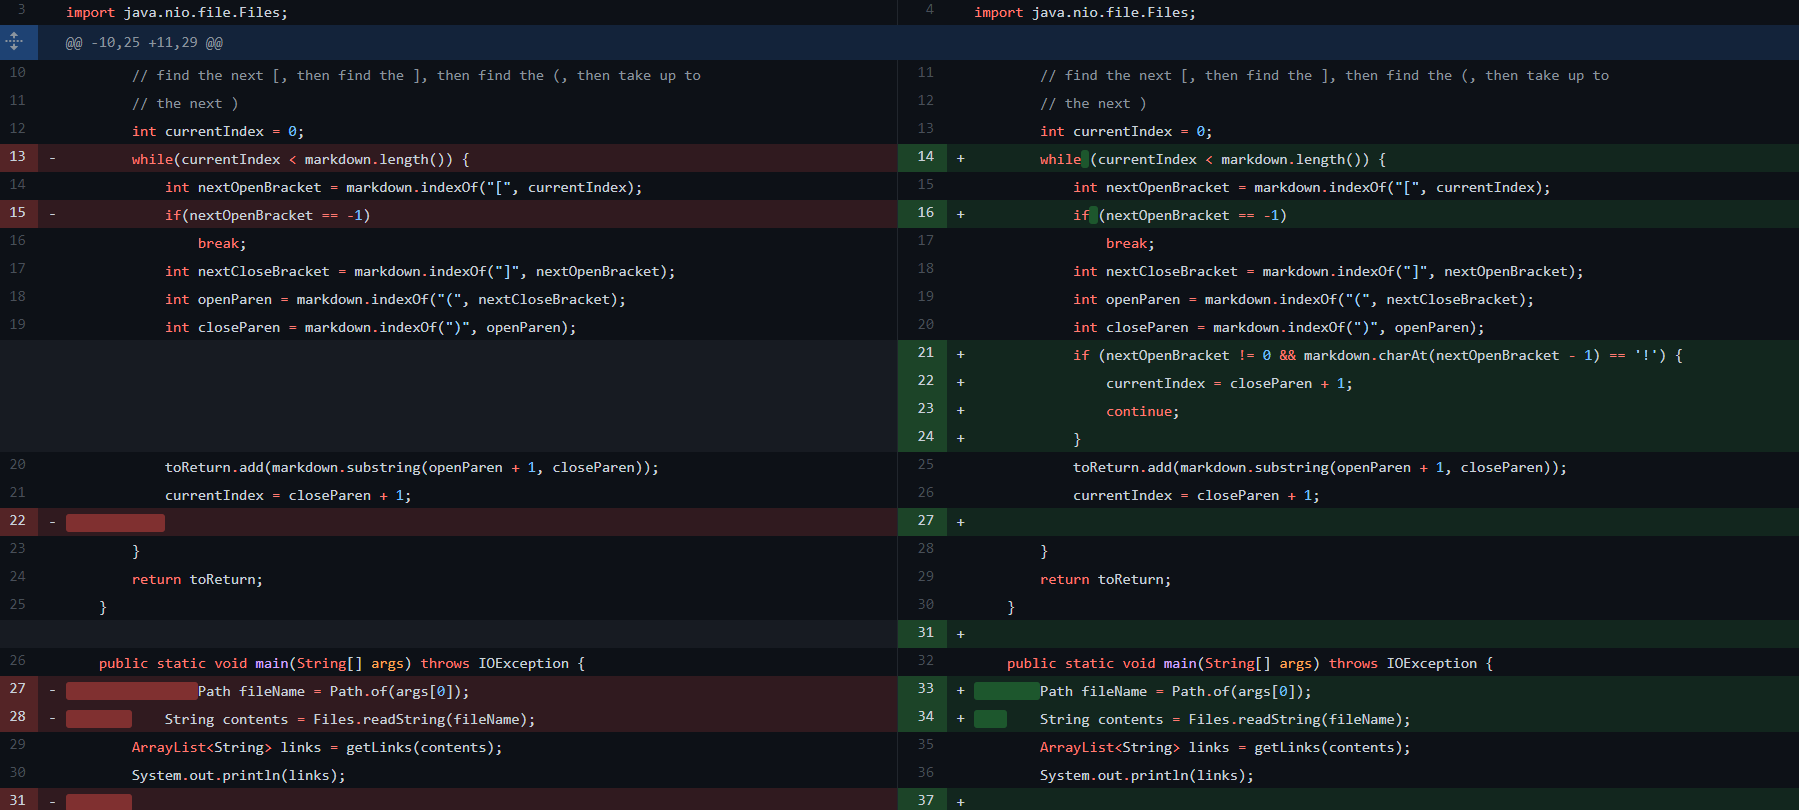 3 import java.nio.file.Files;
@@ -10,25 +11,29 @@
10 // find the next [, then find the ], then find the (, then take up to
11 // the next )
12 int currentIndex = 0;
13 - while(currentIndex < markdown.length()) {
14 int nextOpenBracket = markdown.indexOf("[", currentIndex);
15 - if(nextOpenBracket == -1)
16 break;
17 int nextCloseBracket = markdown.indexOf("]", nextOpenBracket);
18 int openParen = markdown.indexOf("(", nextCloseBracket);
19 int closeParen = markdown.indexOf(")", openParen);
20 toReturn.add(markdown.substring(openParen + 1, closeParen));
21 currentIndex = closeParen + 1;
22 -
23 }
24 return toReturn;
25 }
26 public static void main(String[] args) throws IOException {
27 - Path fileName = Path.of(args[0]);
28 - String contents = Files.readString(fileName);
29 ArrayList<String> links = getLinks(contents);
30 System.out.println(links);
31 -
4 import java.nio.file.Files;
11 // find the next [, then find the ], then find the (, then take up to
12 // the next )
13 int currentIndex = 0;
14 + while (currentIndex < markdown.length()) {
15 int nextOpenBracket = markdown.indexOf("[", currentIndex);
16 + if (nextOpenBracket == -1)
17 break;
18 int nextCloseBracket = markdown.indexOf("]", nextOpenBracket);
19 int openParen = markdown.indexOf("(", nextCloseBracket);
20 int closeParen = markdown.indexOf(")", openParen);
21 + if (nextOpenBracket != 0 && markdown.charAt(nextOpenBracket - 1) == '!') {
22 + currentIndex = closeParen + 1;
23 + continue;
24 + }
25 toReturn.add(markdown.substring(openParen + 1, closeParen));
26 currentIndex = closeParen + 1;
27 +
28 }
29 return toReturn;
30 }
31 +
32 public static void main(String[] args) throws IOException {
33 + Path fileName = Path.of(args[0]);
34 + String contents = Files.readString(fileName);
35 ArrayList<String> links = getLinks(contents);
36 System.out.println(links);
37 +